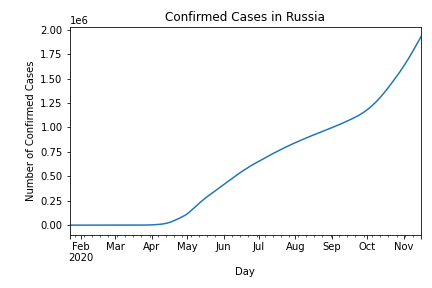 Confirmed Cases in Russia
1e6
Number of Confirmed Cases
2.00
1.75
1.50
1.25
1.00
0.75
0.50
0.25
0.00
Feb Mar Apr May Jun Jul Aug Sep Oct Nov
2020
Day